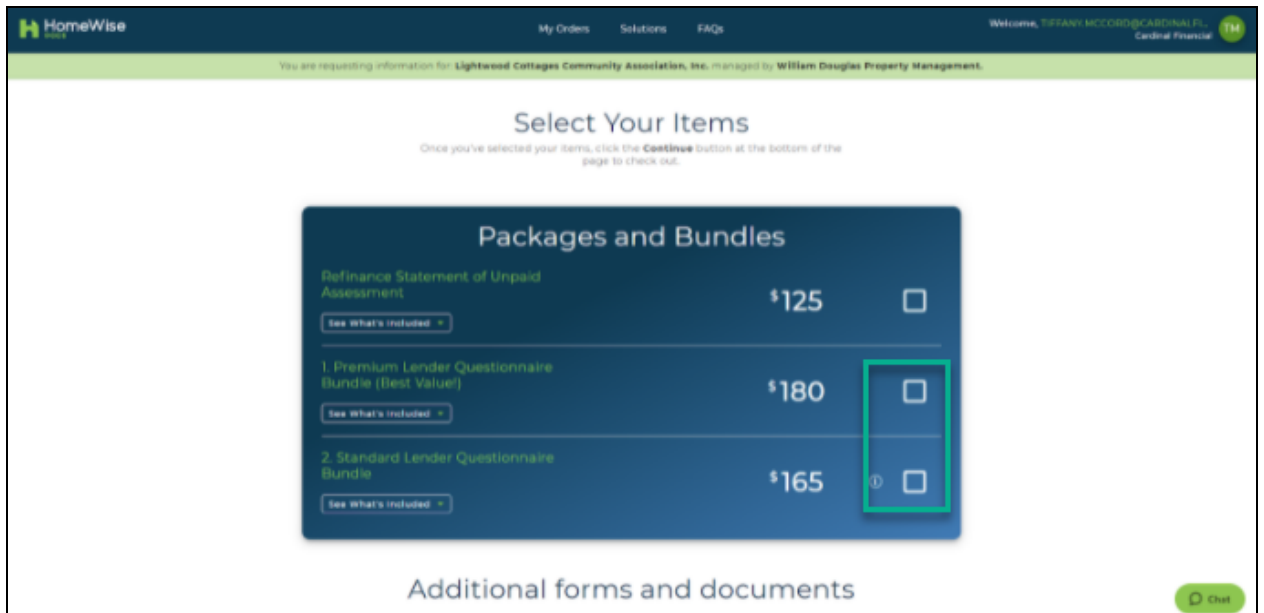 HomeWise
DOCS
My Orders Solutions FAQs
Welcome, TIFFANY.MCCORD@CARDINALFI...
Cardinal Financial
TM
You are requesting information for Lightwood Cottages Community Association, Inc. managed by William Douglas Property Management.
Select Your Items
Once you've selected your items, click the Continue button at the bottom of the
page to check out.
Packages and Bundles
Refinance Statement of Unpaid
Assessment
$125
See What's Included
1. Premium Lender Questionnaire
Bundle (Best Value!)
$180
See What's Included
2. Standard Lender Questionnaire
Bundle
$165
See What's Included
Additional forms and documents
Chat